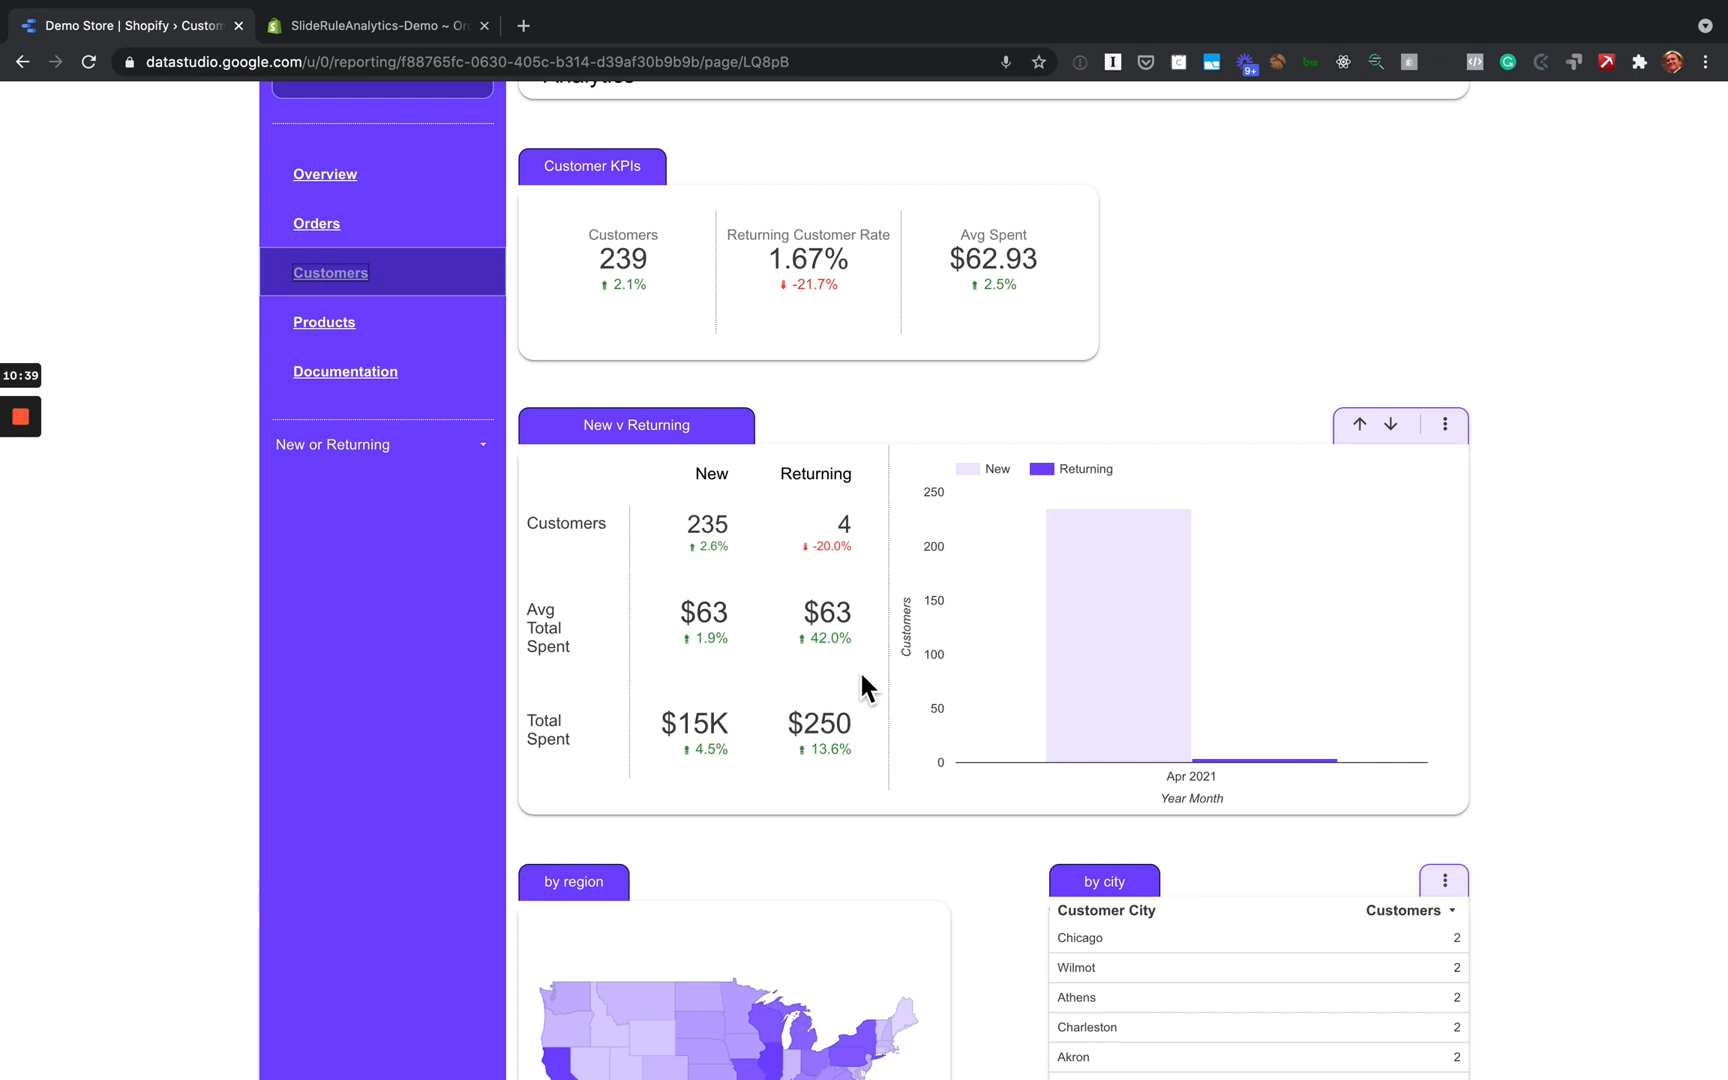 Demo Store | Shopify › Custom
SlideRuleAnalytics-Demo ~ Or
datastudio.google.com/u/0/reporting/f88765fc-0630-405c-b314-d39af30b9b9b/page/LQ8pB
9+
Analytics
Overview
Orders
Customers
Products
Documentation
New or Returning
10:39
Customer KPIs
Customers
239
2.1%
Returning Customer Rate
1.67%
-21.7%
Avg Spent
$62.93
2.5%
New v Returning
New Returning
Customers
235
2.6%
4
-20.0%
Avg
Total
Spent
$63
1.9%
$63
42.0%
Total
Spent
$15K
4.5%
$250
13.6%
New Returning
250
200
150
100
50
0
Customers
Apr 2021
Year Month
by region
by city
Customer City Customers
Chicago 2
Wilmot 2
Athens 2
Charleston 2
Akron 2